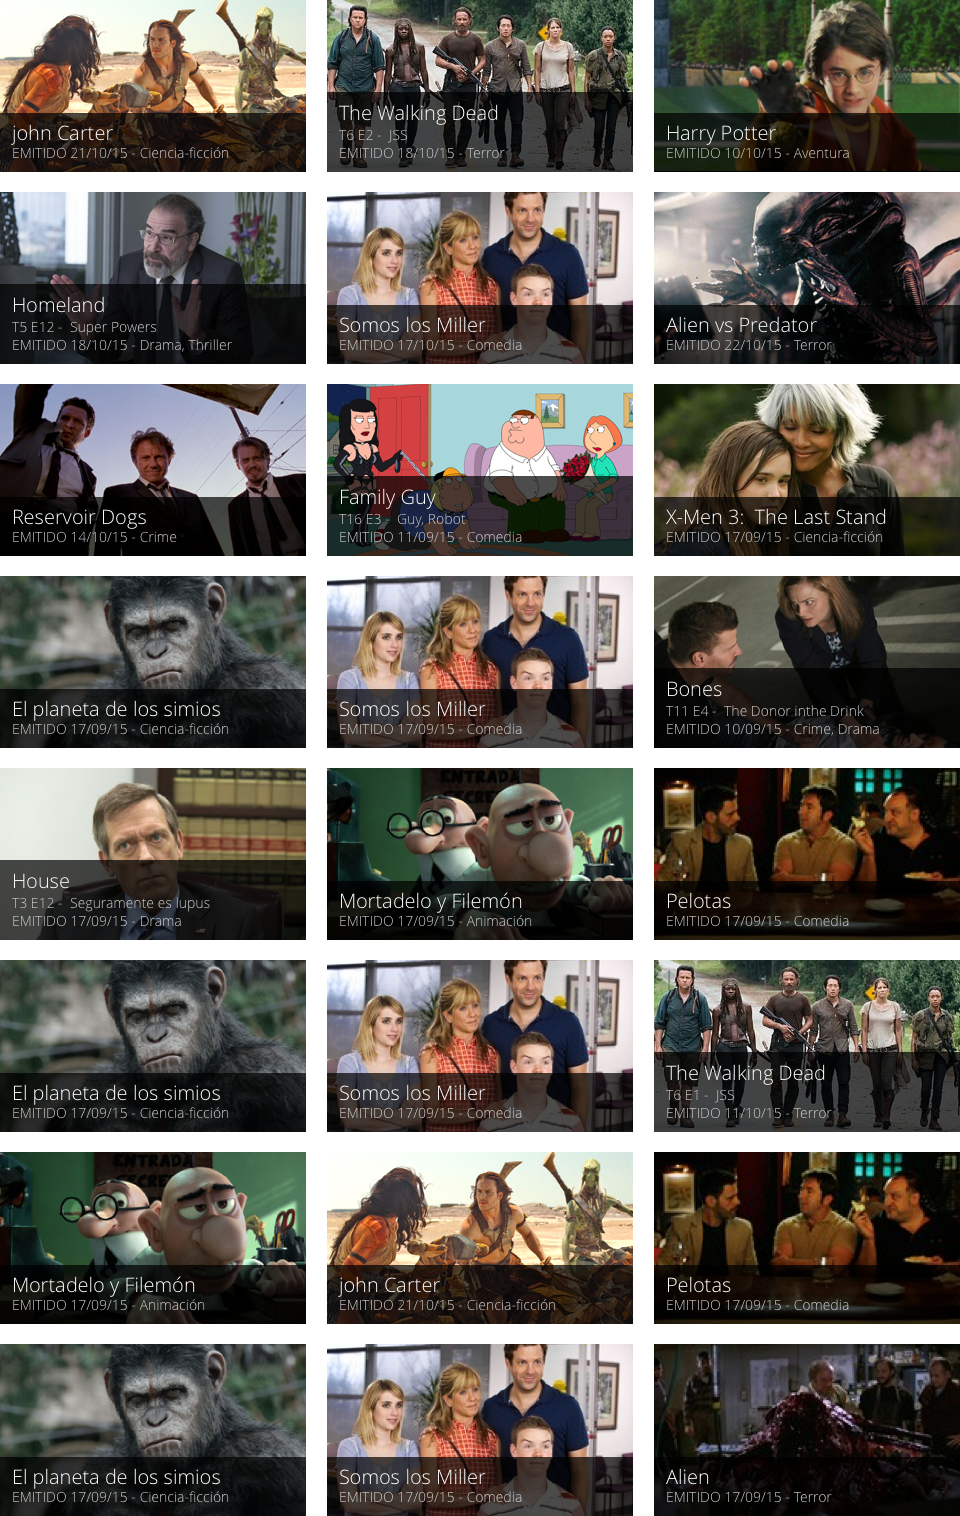 john Carter
EMITIDO 21/10/15 - Ciencia-ficción
The Walking Dead
T6 E2 - JSS
EMITIDO 18/10/15 - Terror
Harry Potter
EMITIDO 10/10/15 - Aventura
Homeland
T5 E12 - Super Powers
EMITIDO 18/10/15 - Drama, Thriller
Somos los Miller
EMITIDO 17/10/15 - Comedia
Alien vs Predator
EMITIDO 22/10/15 - Terror
Reservoir Dogs
EMITIDO 14/10/15 - Crime
Family Guy
T16 E3 - Guy, Robot
EMITIDO 11/09/15 - Comedia
X-Men 3: The Last Stand
EMITIDO 17/09/15 - Ciencia-ficción
El planeta de los simios
EMITIDO 17/09/15 - Ciencia-ficción
Somos los Miller
EMITIDO 17/09/15 - Comedia
Bones
T11 E4 - The Donor inthe Drink
EMITIDO 10/09/15 - Crime, Drama
House
T3 E12 - Seguramente es lupus
EMITIDO 17/09/15 - Drama
ENTRADA
SECRE
Mortadelo y Filemón
EMITIDO 17/09/15 - Animación
Pelotas
EMITIDO 17/09/15 - Comedia
El planeta de los simios
EMITIDO 17/09/15 - Ciencia-ficción
Somos los Miller
EMITIDO 17/09/15 - Comedia
The Walking Dead
T6 E1 - JSS
EMITIDO 11/10/15 - Terror
ENTRADA
SECRE
Mortadelo y Filemón
EMITIDO 17/09/15 - Animación
john Carter
EMITIDO 21/10/15 - Ciencia-ficción
Pelotas
EMITIDO 17/09/15 - Comedia
El planeta de los simios
EMITIDO 17/09/15 - Ciencia-ficción
Somos los Miller
EMITIDO 17/09/15 - Comedia
Alien
EMITIDO 17/09/15 - Terror